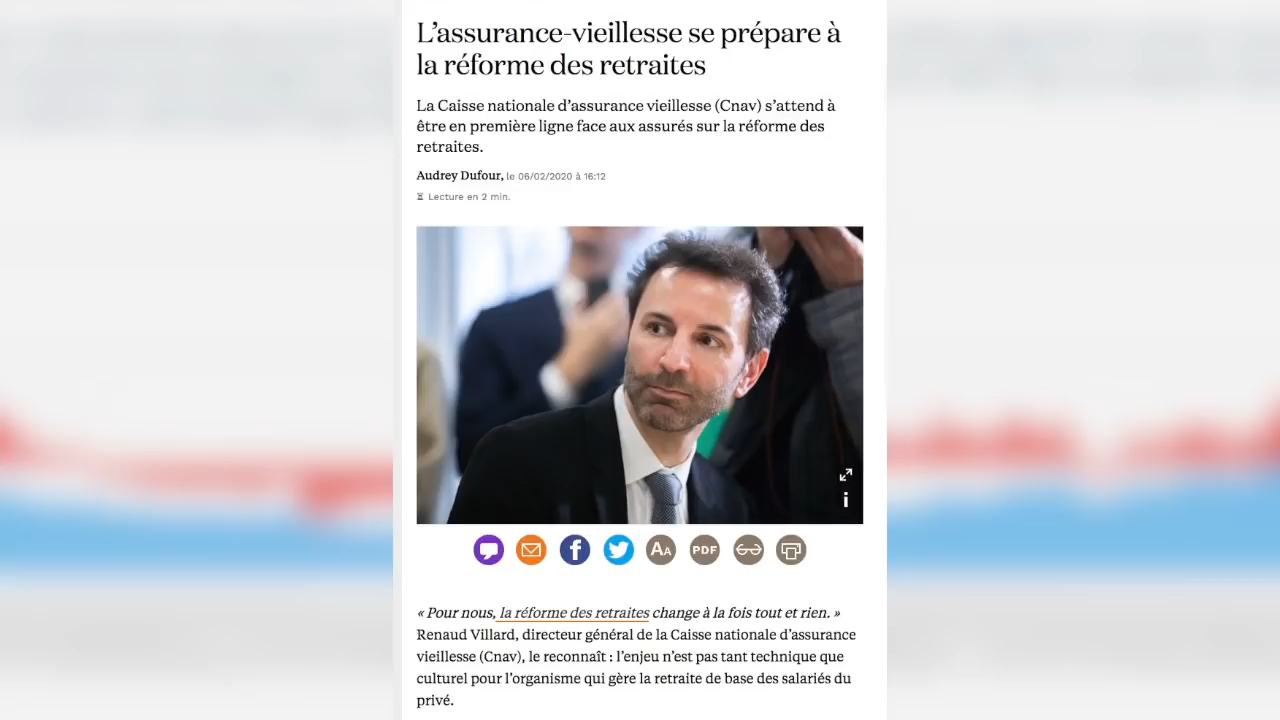 L’assurance-vieillesse se prépare à
la réforme des retraites
La Caisse nationale d’assurance vieillesse (Cnav) s’attend à
être en première ligne face aux assurés sur la réforme des
retraites.
Audrey Dufour, le 06/02/2020 à 16:12
Lecture en 2 min.
i
f
AA
PDF
« Pour nous, la réforme des retraites change à la fois tout et rien. »
Renaud Villard, directeur général de la Caisse nationale d’assurance
vieillesse (Cnav), le reconnaît : l’enjeu n’est pas tant technique que
culturel pour l’organisme qui gère la retraite de base des salariés du
privé.